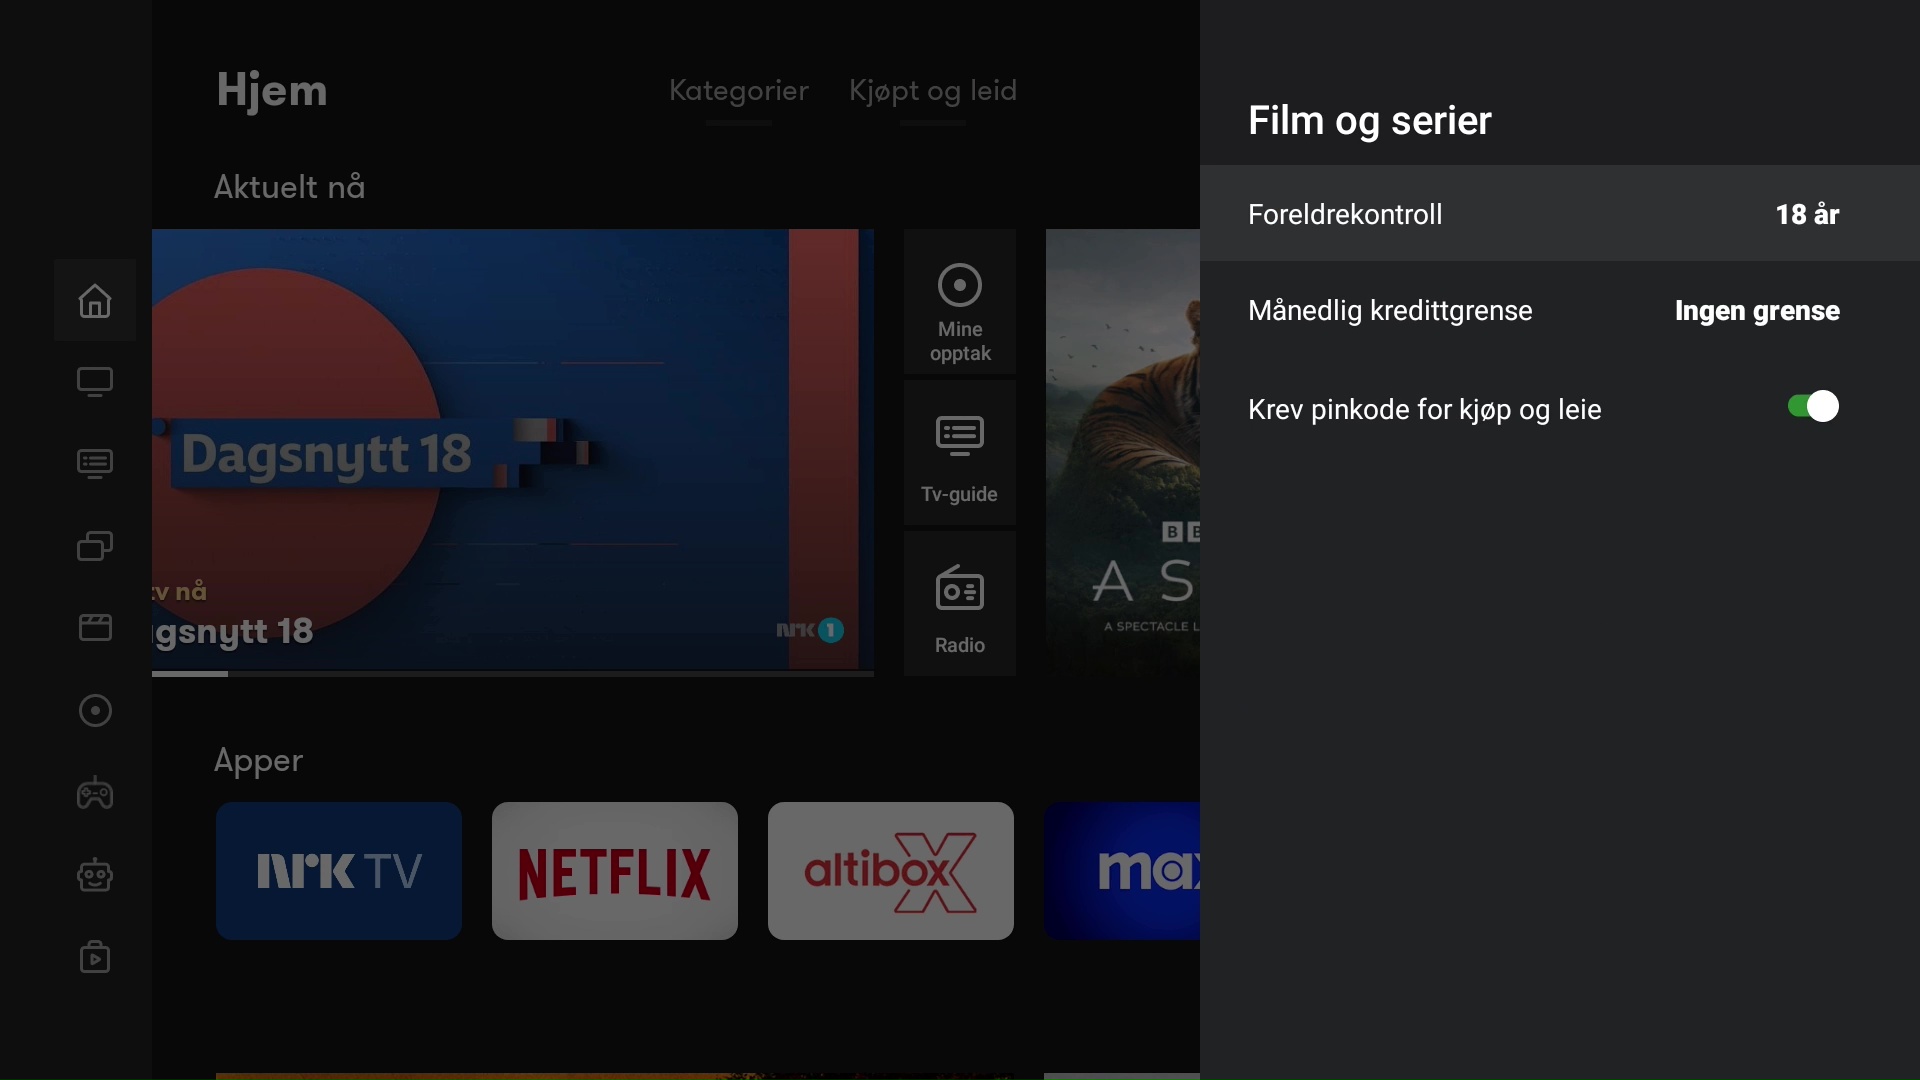 Hjem
Kategorier
Kjøpt og leid
Aktuelt nå
Dagsnytt 18
tv nå
gsnytt 18
NRK 1
Mine
opptak
Tv-guide
Radio
A S
A SPECTACLE L
Apper
NRK TV
NETFLIX
altibox X
max
Film og serier
Foreldrekontroll
18 år
Månedlig kredittgrense
Ingen grense
Krev pinkode for kjøp og leie